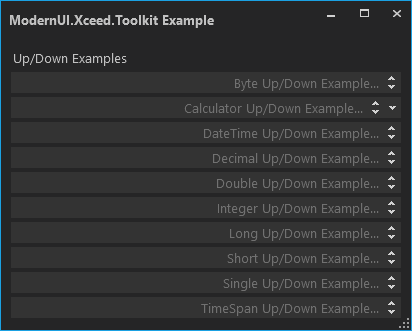 ModernUI.Xceed.Toolkit Example
Up/Down Examples
Byte Up/Down Example...
Calculator Up/Down Example...
DateTime Up/Down Example...
Decimal Up/Down Example...
Double Up/Down Example...
Integer Up/Down Example...
Long Up/Down Example...
Short Up/Down Example...
Single Up/Down Example...
TimeSpan Up/Down Example...